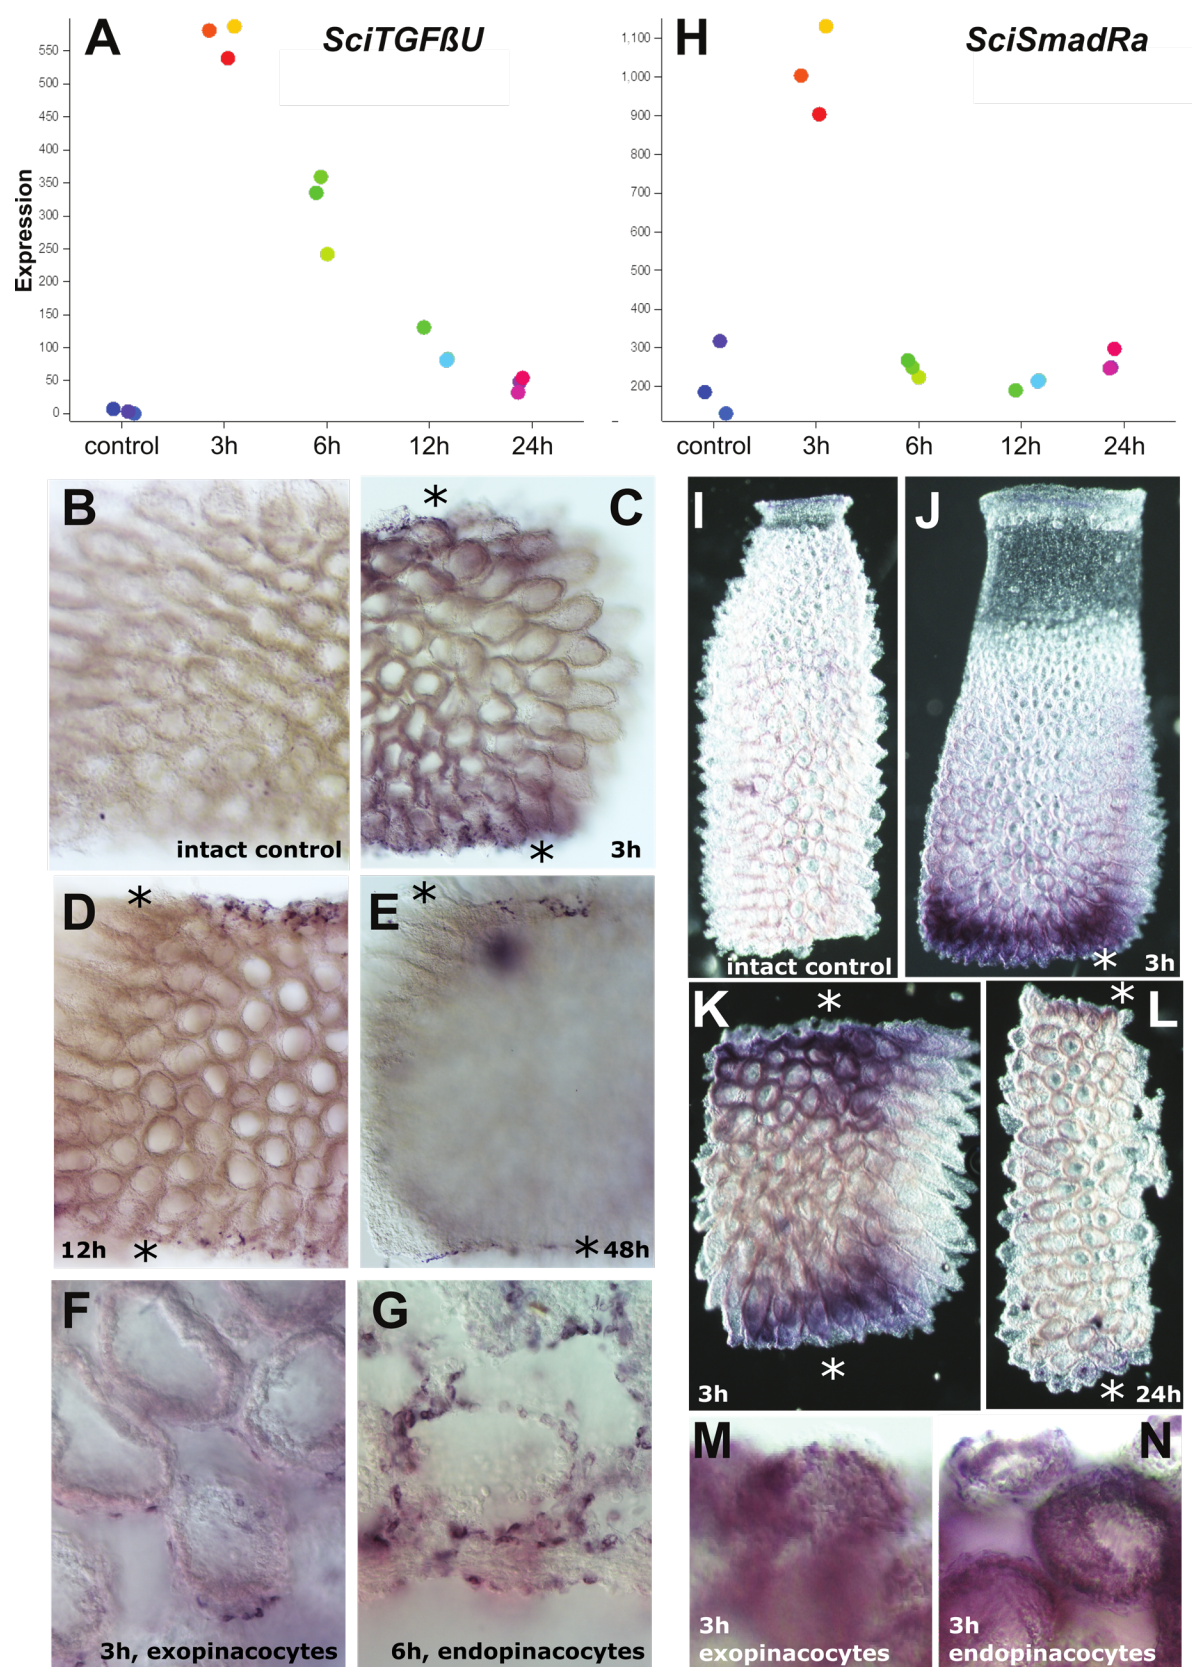 A
SciTGFßU
Expression
550
500
450
400
350
300
250
200
150
100
50
0
control
3h
6h
12h
24h
H
SciSmadRa
1,100
1,000
900
800
700
600
500
400
300
200
control
3h
6h
12h
24h
B
intact control
*
C
*
3h
I
intact control
J
*
3h
D
*
12h
*
E
*
*
48h
K
*
3h
*
L
*
*
24h
F
3h, exopinacocytes
G
6h, endopinacocytes
M
3h
exopinacocytes
N
3h
endopinacocytes